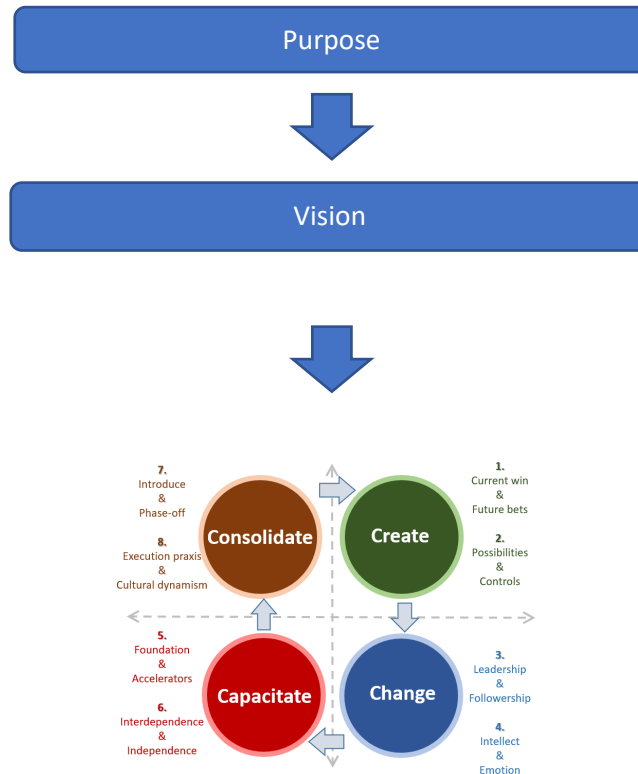 Purpose
Vision
7.
Introduce
&
Phase-off
8.
Execution praxis
&
Cultural dynamism
Consolidate
Create
1.
Current win
&
Future bets
2.
Possibilities
&
Controls
5.
Foundation
&
Accelerators
6.
Interdependence
&
Independence
Capacitate
Change
3.
Leadership
&
Followership
4.
Intellect
&
Emotion